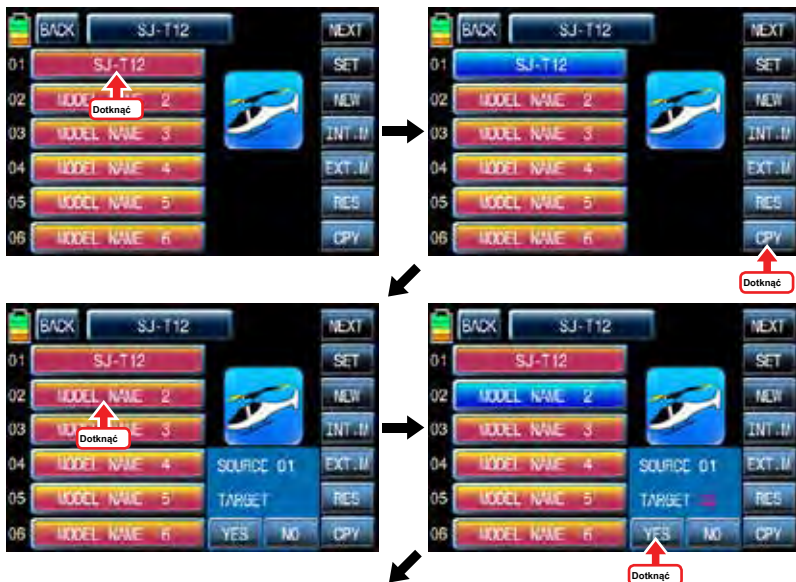 BACK SJ-T12 NEXT
01 SJ-T12 SET
02 MODEL NAME 2 NEW
Dotknąć
03 MODEL NAME 3 INT.M
04 MODEL NAME 4 EXT.M
05 MODEL NAME 5 RES
06 MODEL NAME 6 CPY
BACK SJ-T12 NEXT
01 SJ-T12 SET
02 MODEL NAME 2 NEW
03 MODEL NAME 3 INT.M
04 MODEL NAME 4 EXT.M
05 MODEL NAME 5 RES
06 MODEL NAME 6 CPY
Dotknąć
BACK SJ-T12 NEXT
01 SJ-T12 SET
02 MODEL NAME 2 NEW
03 3 INT.M
Dotknąć
04 MODEL NAME 4 SOURCE 01 EXT.M
05 MODEL NAME 5 TARGET RES
06 MODEL NAME 6 YES NO CPY
BACK SJ-T12 NEXT
01 SJ-T12 SET
02 MODEL NAME 2 NEW
03 MODEL NAME 3 INT.M
04 MODEL NAME 4 SOURCE 01 EXT.M
05 MODEL NAME 5 TARGET RES
06 MODEL NAME 6 YES NO CPY
Dotknąć